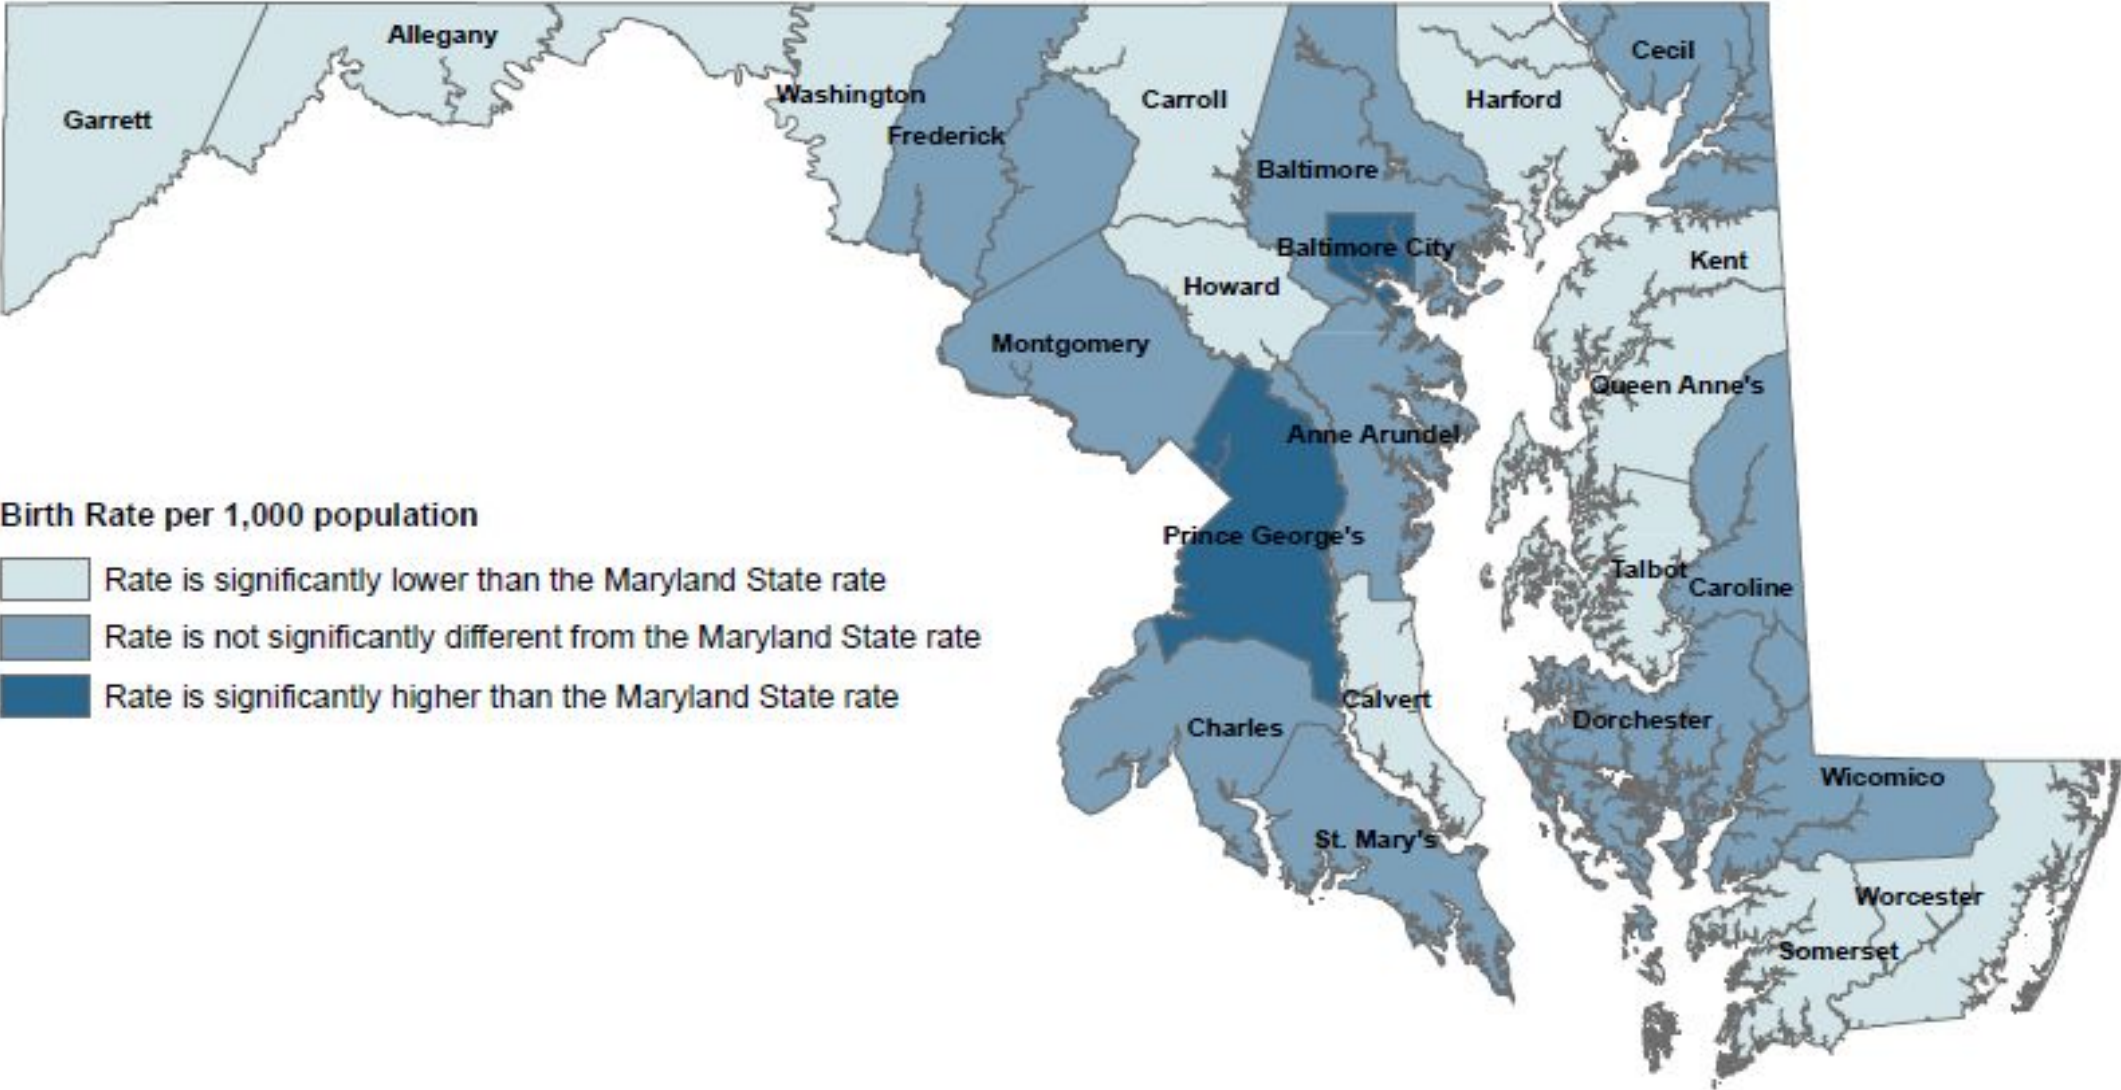 Allegany
Cecil
Washington
Carroll
Harford
Garrett
Frederick
Baltimore
Baltimore City
Kent
Howard
Montgomery
Queen Anne's
Anne Arundel
Birth Rate per 1,000 population
Prince George's
Rate is significantly lower than the Maryland State rate
Talbot
Caroline
Rate is not significantly different from the Maryland State rate
Rate is significantly higher than the Maryland State rate
Calvert
Charles
Dorchester
Wicomico
St. Mary's
Worcester
Somerset